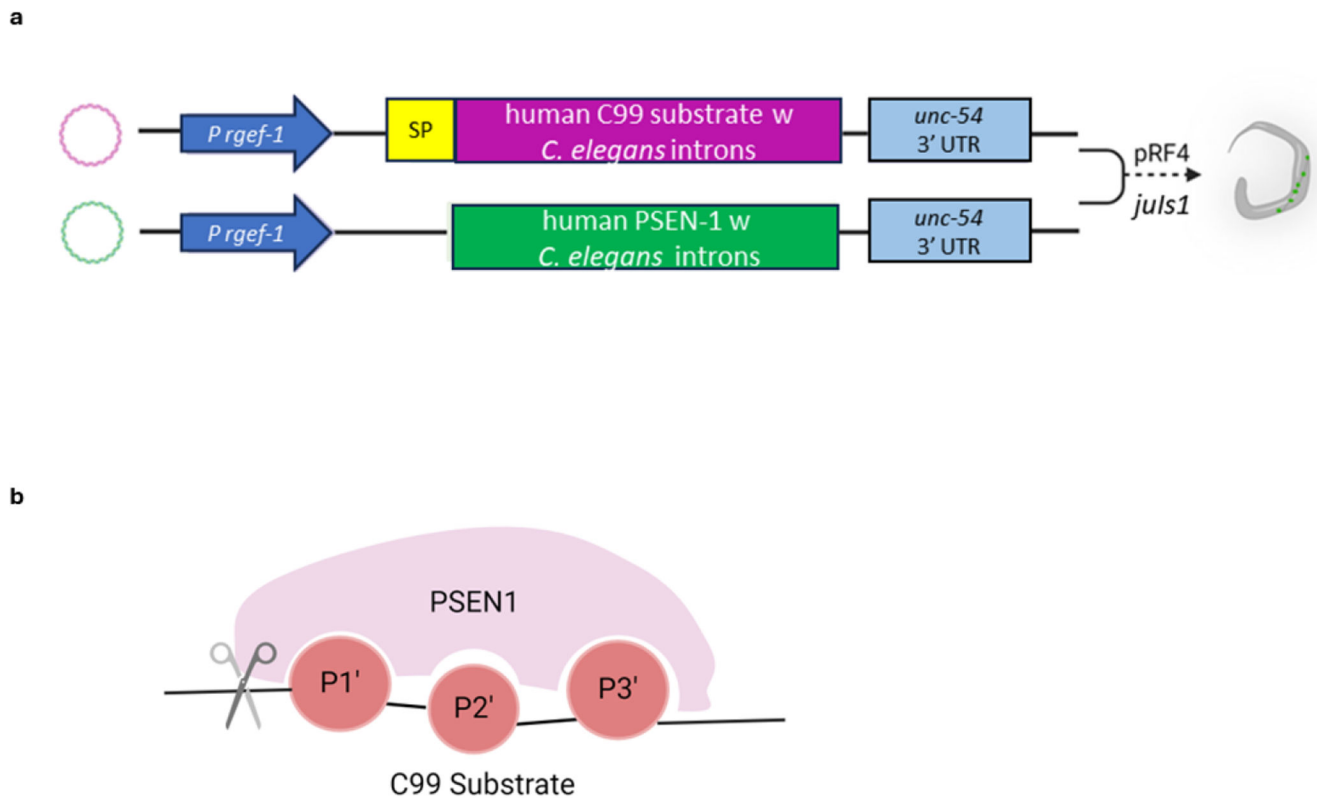 a
P rgef-1
SP
human C99 substrate w
C. elegans introns
unc-54
3' UTR
P rgef-1
human PSEN-1 w
C. elegans introns
unc-54
3' UTR
pRF4
juIs1
b
PSEN1
P1'
P2'
P3'
C99 Substrate